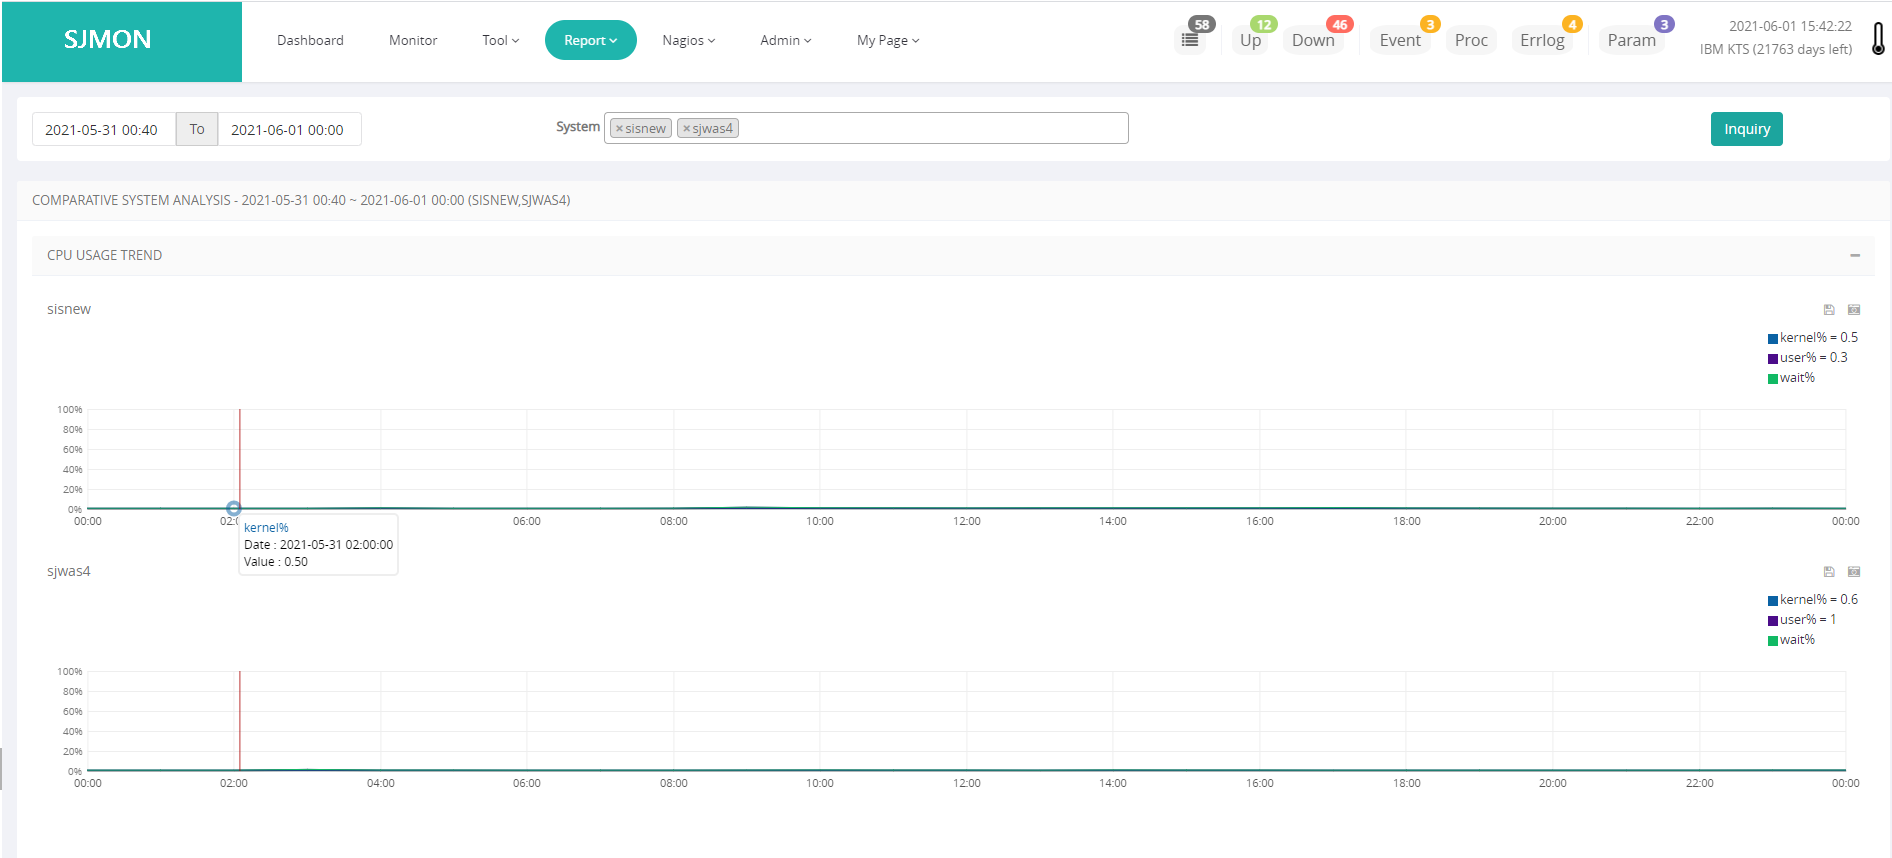 SJMON
Dashboard
Monitor
Tool
Report
Nagios
Admin
My Page
58
Up 12
Down 46
Event 3
Proc
Errlog 4
Param 3
2021-06-01 15:42:22
IBM KTS (21763 days left)
2021-05-31 00:40 To 2021-06-01 00:00
System ×sisnew ×sjwas4
Inquiry
COMPARATIVE SYSTEM ANALYSIS - 2021-05-31 00:40 ~ 2021-06-01 00:00 (SISNEW,SJWAS4)
CPU USAGE TREND
sisnew
kernel% = 0.5
user% = 0.3
wait%
100%
80%
60%
40%
20%
0%
00:00 02:0 06:00 08:00 10:00 12:00 14:00 16:00 18:00 20:00 22:00 00:00
kernel%
Date : 2021-05-31 02:00:00
Value : 0.50
sjwas4
kernel% = 0.6
user% = 1
wait%
100%
80%
60%
40%
20%
0%
00:00 02:00 04:00 06:00 08:00 10:00 12:00 14:00 16:00 18:00 20:00 22:00 00:00